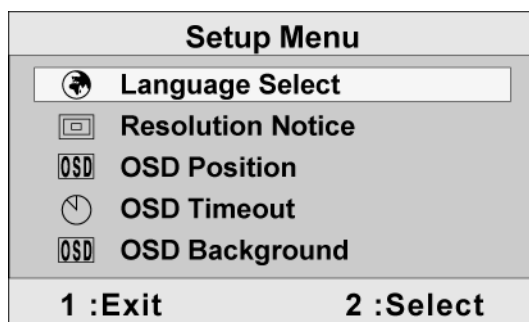 Setup Menu
Language Select
Resolution Notice
OSD OSD Position
OSD Timeout
OSD OSD Background
1 :Exit 2 :Select